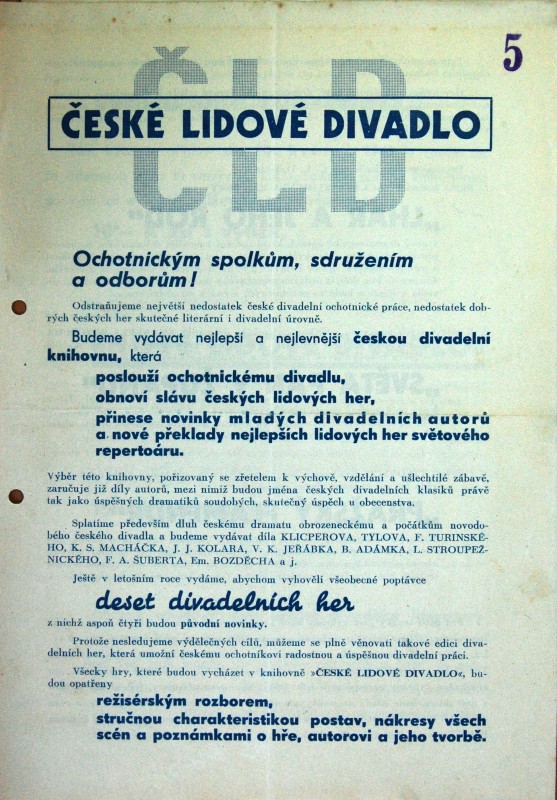 5
ČLD
ČESKÉ LIDOVÉ DIVADLO
Ochotnickým spolkům, sdružením
a odborům!
Odstraňujeme největší nedostatek české divadelní ochotnické práce, nedostatek dob-
rých českých her skutečné literární i divadelní úrovně.
Budeme vydávat nejlepší a nejlevnější českou divadelní
knihovnu, která
poslouží ochotnickému divadlu,
obnoví slávu českých lidových her,
přinese novinky mladých divadelních autorů
a nové překlady nejlepších lidových her světového
repertoáru.
Výběr této knihovny, pořizovaný se zřetelem k výchově, vzdělání a ušlechtilé zábavě,
zaručuje již díly autorů, mezi nimiž budou jména českých divadelních klasiků právě
tak jako úspěšných dramatiků soudobých, skutečný úspěch u obecenstva.
Splatíme především dluh českému dramatu obrozeneckému a počátkům novodo-
bého českého divadla a budeme vydávat díla KLICPEROVA, TYLOVA, F. TURINSKÉ-
HO, K. S. MACHÁČKA, J. J. KOLARA, V. K. JEŘÁBKA, B. ADÁMKA, L. STROUPEŽ-
NICKÉHO, F. A. ŠUBERTA, Em. BOZDĚCHA a j.
Ještě v letošním roce vydáme, abychom vyhověli všeobecné poptávce
deset divadelních her
z nichž aspoň čtyři budou původní novinky.
Protože nesledujeme výdělečných cílů, můžeme se plně věnovati takové edici diva-
delních her, která umožní českému ochotníkovi radostnou a úspěšnou divadelní práci.
Všecky hry, které budou vycházet v knihovně »ČESKÉ LIDOVÉ DIVADLO«, bu-
dou opatřeny
režisérským rozborem,
stručnou charakteristikou postav, nákresy všech
scén a poznámkami o hře, autorovi a jeho tvorbě.